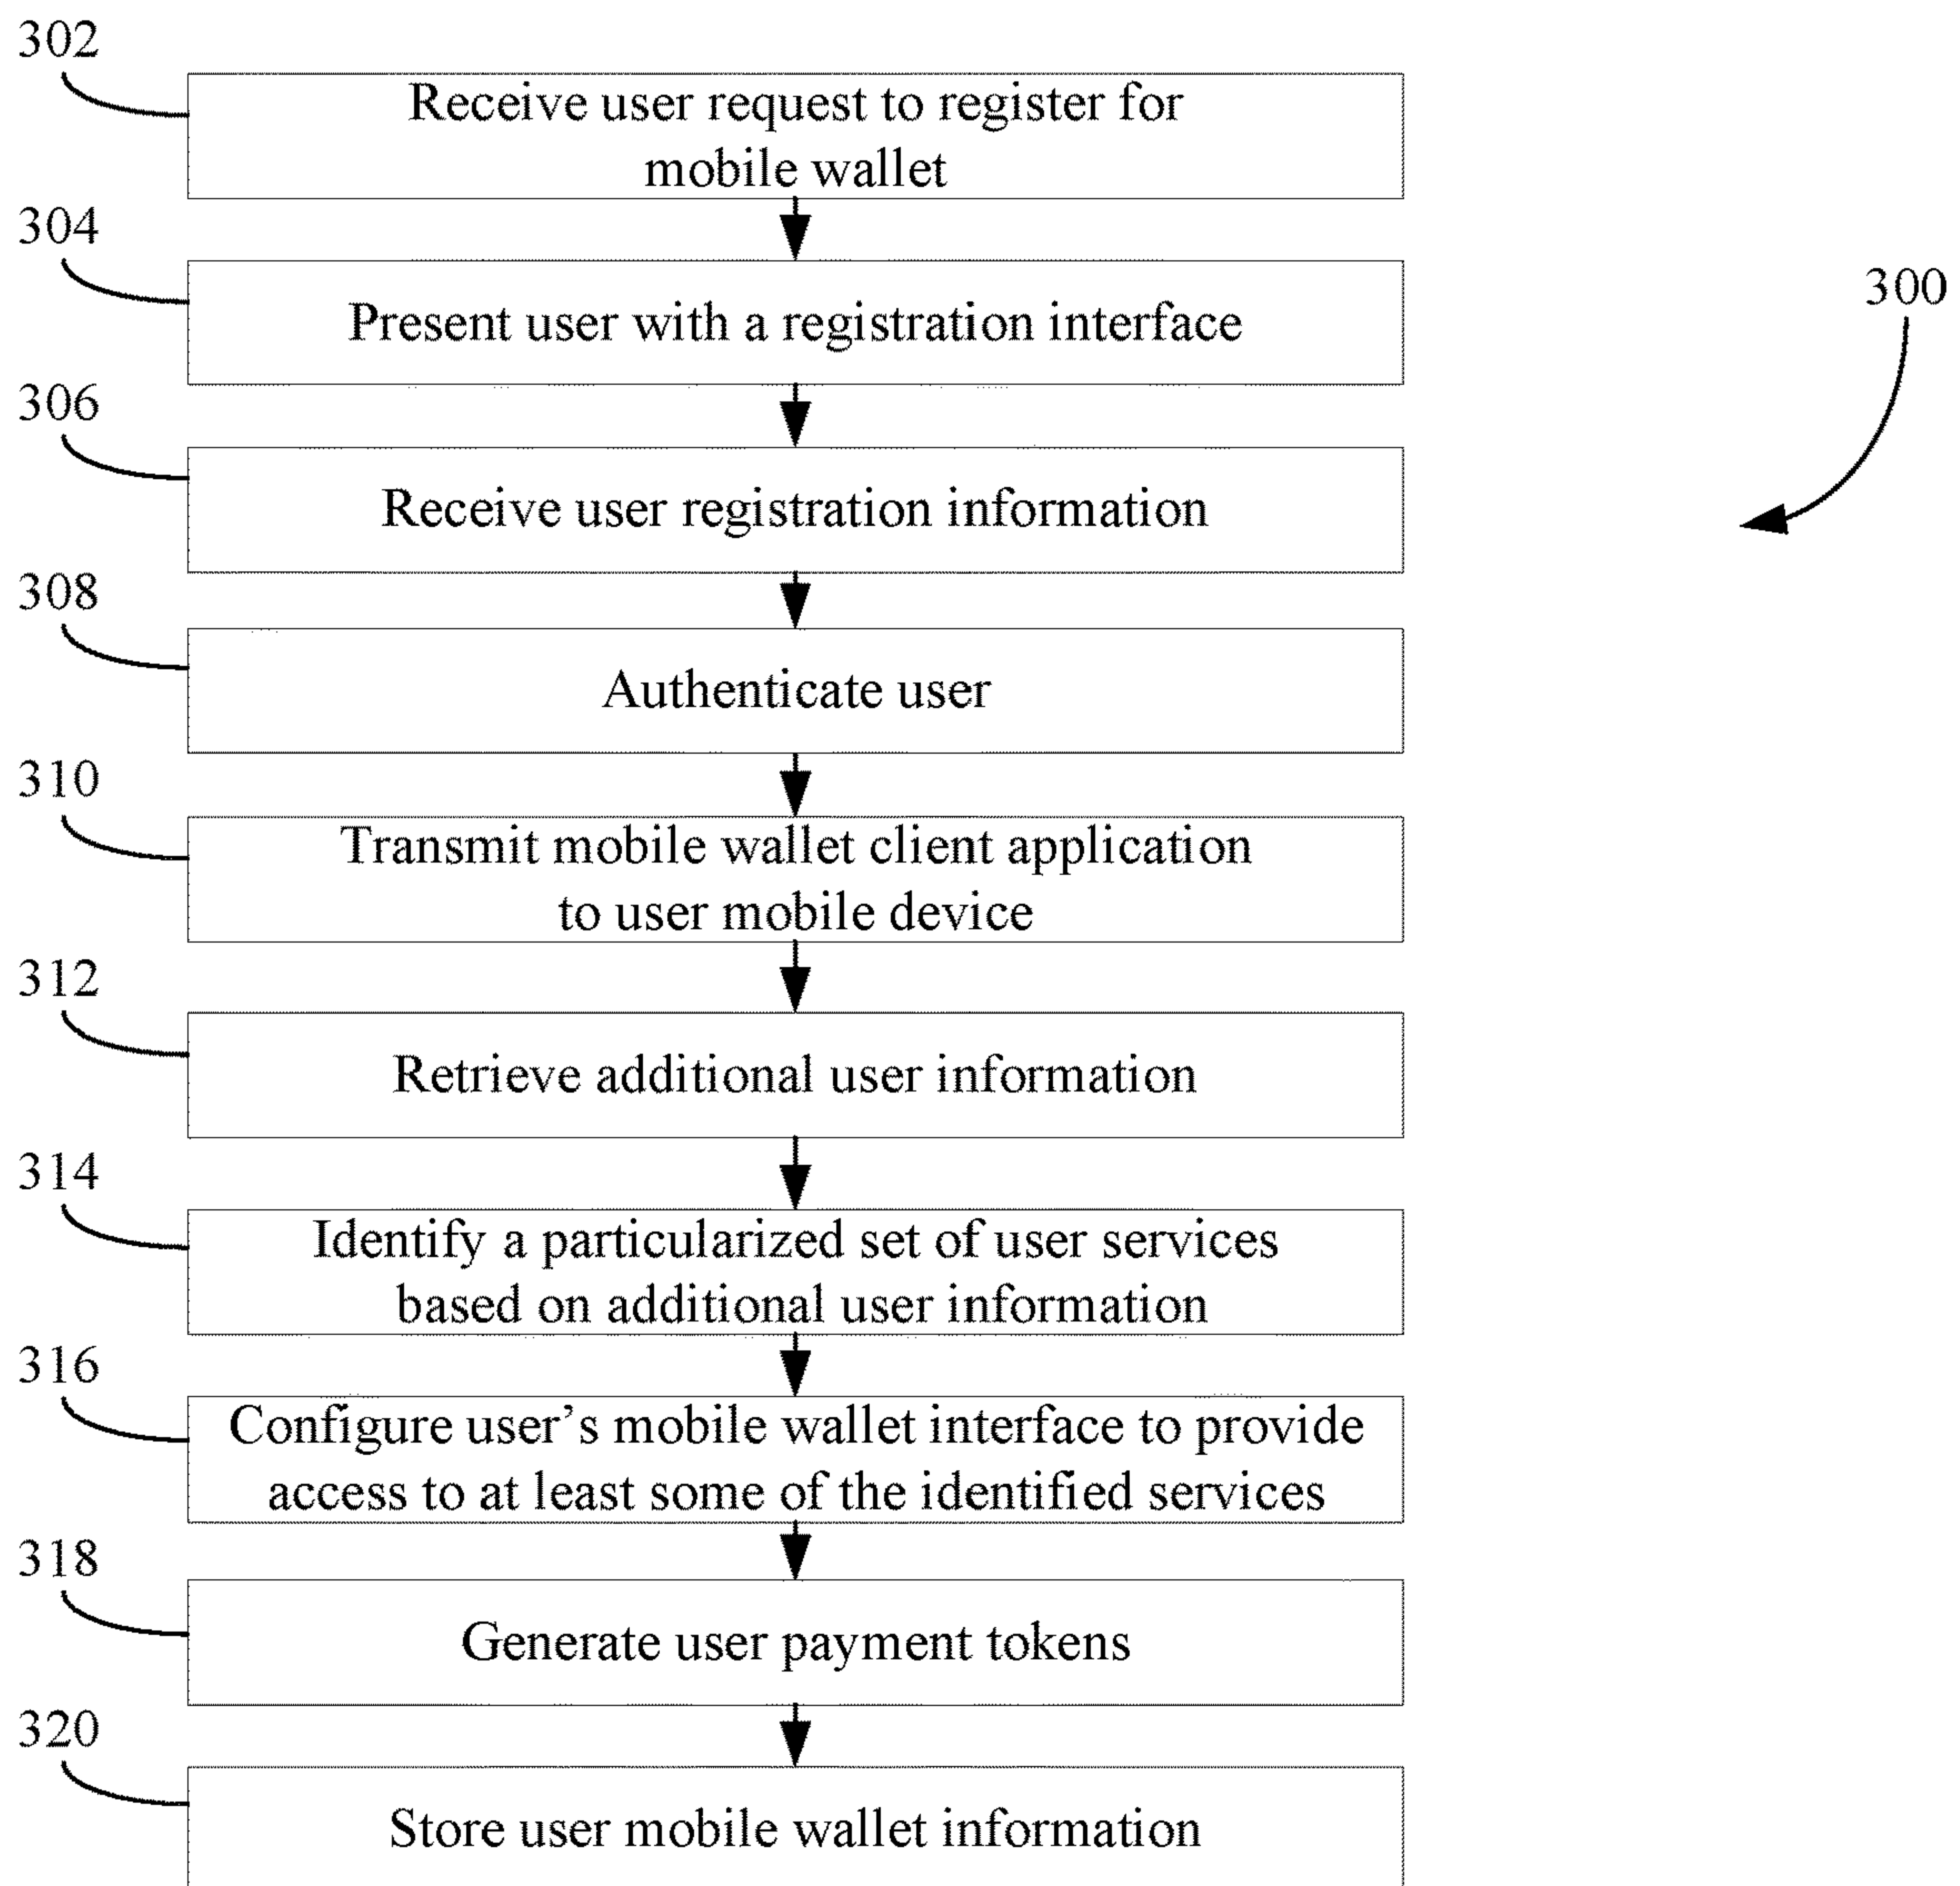 302
Receive user request to register for
mobile wallet
304
Present user with a registration interface
300
306
Receive user registration information
308
Authenticate user
310
Transmit mobile wallet client application
to user mobile device
312
Retrieve additional user information
314
Identify a particularized set of user services
based on additional user information
316
Configure user’s mobile wallet interface to provide
access to at least some of the identified services
318
Generate user payment tokens
320
Store user mobile wallet information